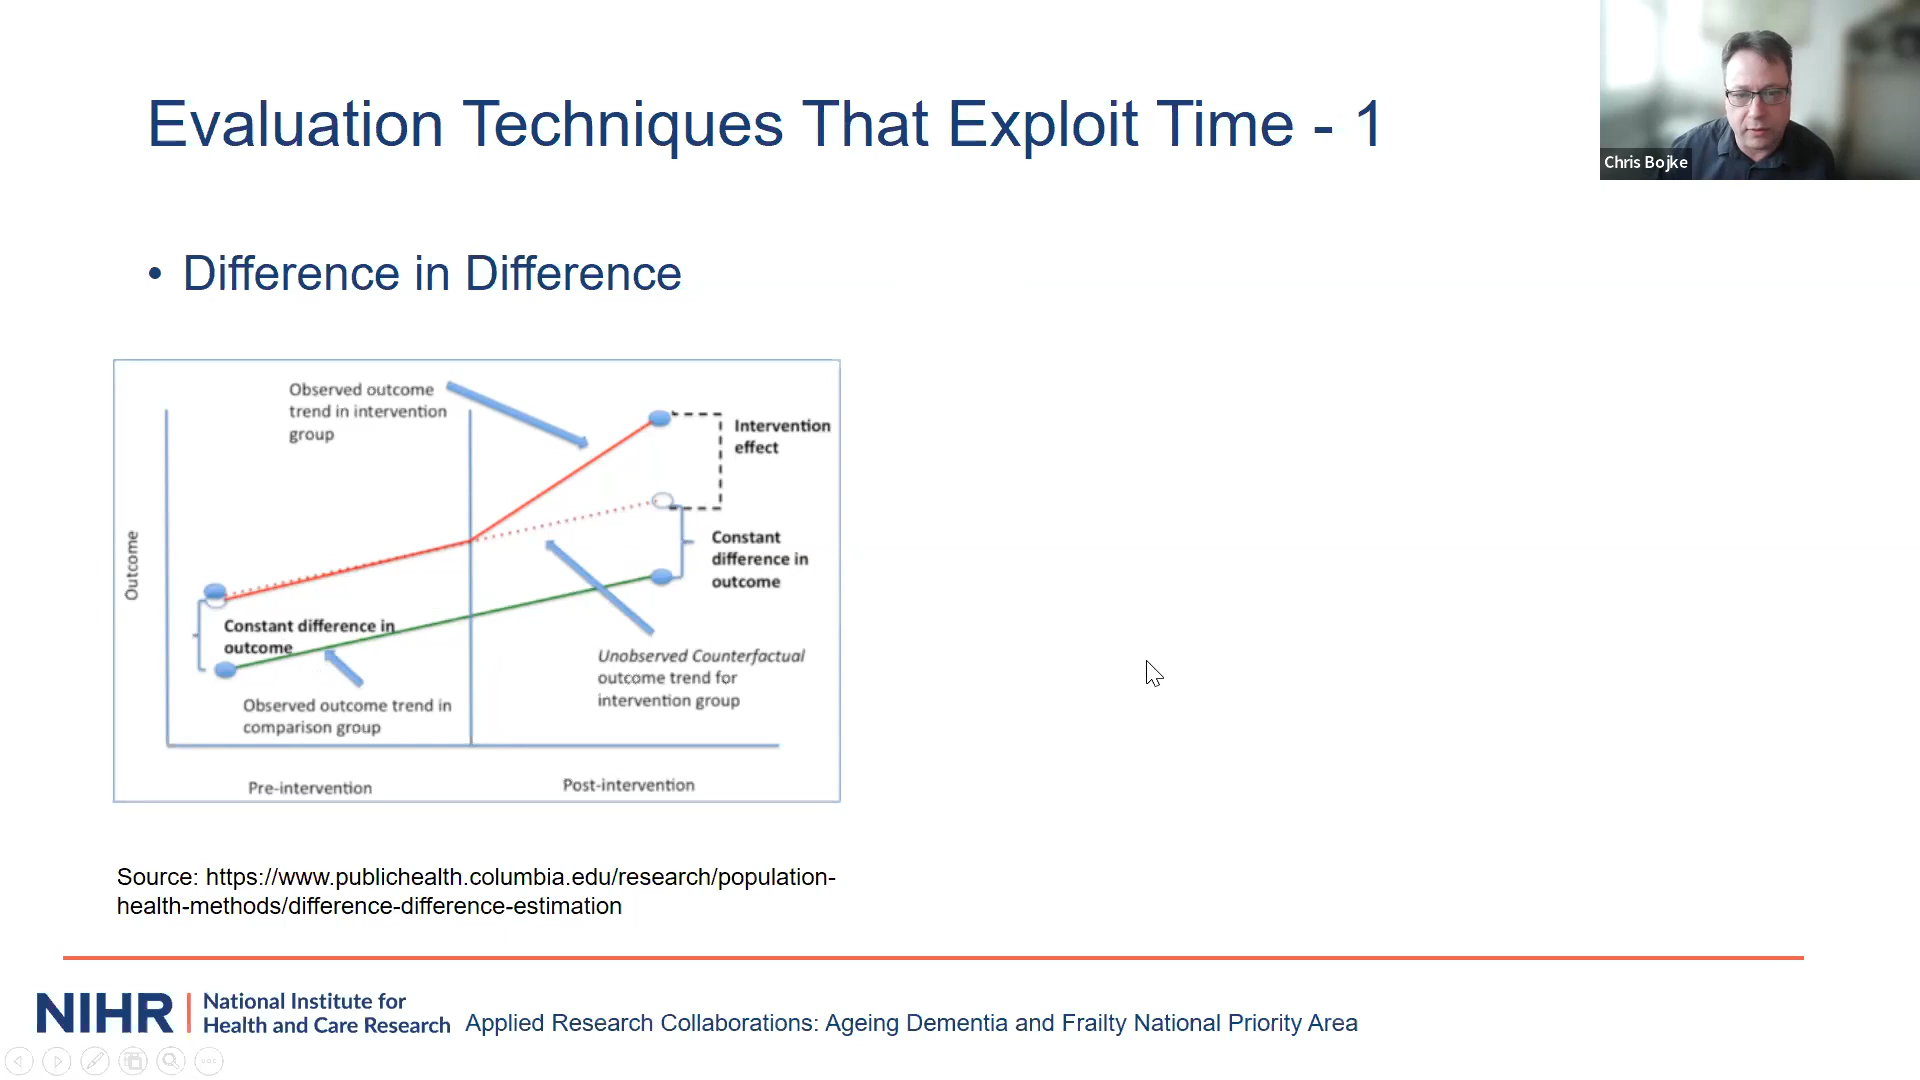 Evaluation Techniques That Exploit Time - 1
Chris Bojke
• Difference in Difference
Observed outcome
trend in intervention
group
Intervention
effect
Constant
difference in
outcome
Outcome
Constant difference in
outcome
Unobserved Counterfactual
outcome trend for
intervention group
Observed outcome trend in
comparison group
Pre-intervention
Post-intervention
Source: https://www.publichealth.columbia.edu/research/population-
health-methods/difference-difference-estimation
NIHR
National Institute for
Health and Care Research
Applied Research Collaborations: Ageing Dementia and Frailty National Priority Area